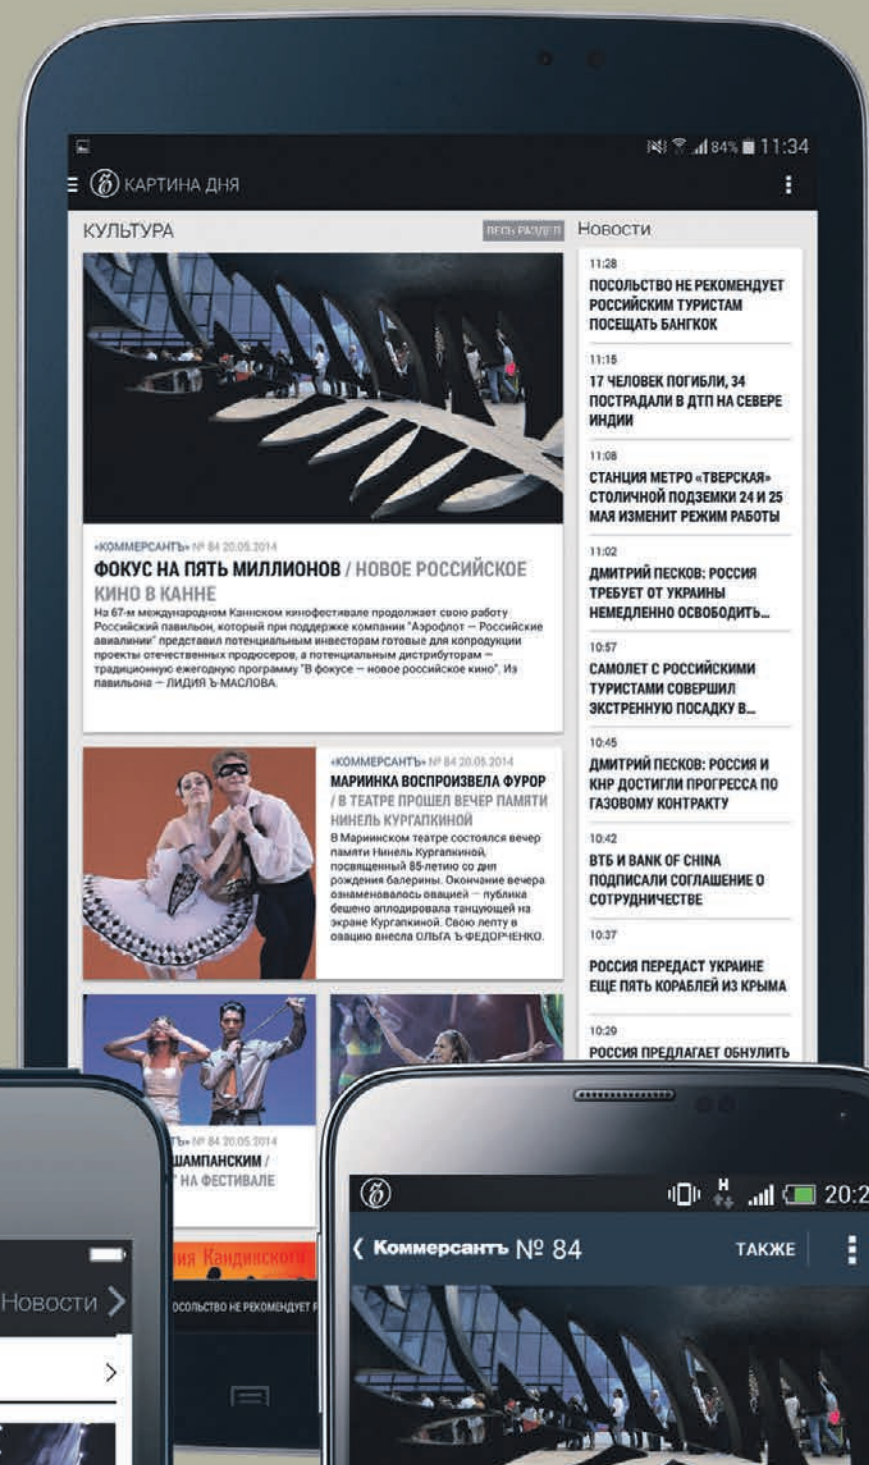 84% 11:34
КАРТИНА ДНЯ
КУЛЬТУРА
ВЕСЬ РАЗДЕЛ
«КОММЕРСАНТЪ» № 84 20.05.2014
ФОКУС НА ПЯТЬ МИЛЛИОНОВ / НОВОЕ РОССИЙСКОЕ
КИНО В КАННЕ
На 67-м международном Каннском кинофестивале продолжает свою работу
Российский павильон, который при поддержке компании "Аэрофлот — Российские
авиалинии" представил потенциальным инвесторам готовые для копродукции
проекты отечественных продюсеров, а потенциальным дистрибуторам —
традиционную ежегодную программу "В фокусе — новое российское кино". Из
павильона — ЛИДИЯ Ъ-МАСЛОВА.
«КОММЕРСАНТЪ» № 84 20.05.2014
МАРИИНКА ВОСПРОИЗВЕЛА ФУРОР
/ В ТЕАТРЕ ПРОШЕЛ ВЕЧЕР ПАМЯТИ
НИНЕЛЬ КУРГАПКИНОЙ
В Мариинском театре состоялся вечер
памяти Нинель Кургапкиной,
посвященный 85-летию со дня
рождения балерины. Окончание вечера
ознаменовалось овацией — публика
бешено аплодировала танцующей на
экране Кургапкиной. Свою лепту в
овацию внесла ОЛЬГА Ъ-ФЕДОРЧЕНКО.
ТЪ» № 84 20.05.2014
ШАМПАНСКИМ /
" НА ФЕСТИВАЛЕ
ия Кандинского
ОСОЛЬСТВО НЕ РЕКОМЕНДУЕТ Р
Новости
11:28
ПОСОЛЬСТВО НЕ РЕКОМЕНДУЕТ
РОССИЙСКИМ ТУРИСТАМ
ПОСЕЩАТЬ БАНГКОК
11:15
17 ЧЕЛОВЕК ПОГИБЛИ, 34
ПОСТРАДАЛИ В ДТП НА СЕВЕРЕ
ИНДИИ
11:08
СТАНЦИЯ МЕТРО «ТВЕРСКАЯ»
СТОЛИЧНОЙ ПОДЗЕМКИ 24 И 25
МАЯ ИЗМЕНИТ РЕЖИМ РАБОТЫ
11:02
ДМИТРИЙ ПЕСКОВ: РОССИЯ
ТРЕБУЕТ ОТ УКРАИНЫ
НЕМЕДЛЕННО ОСВОБОДИТЬ...
10:57
САМОЛЕТ С РОССИЙСКИМИ
ТУРИСТАМИ СОВЕРШИЛ
ЭКСТРЕННУЮ ПОСАДКУ В...
10:45
ДМИТРИЙ ПЕСКОВ: РОССИЯ И
КНР ДОСТИГЛИ ПРОГРЕССА ПО
ГАЗОВОМУ КОНТРАКТУ
10:42
ВТБ И BANK OF CHINA
ПОДПИСАЛИ СОГЛАШЕНИЕ О
СОТРУДНИЧЕСТВЕ
10:37
РОССИЯ ПЕРЕДАСТ УКРАИНЕ
ЕЩЕ ПЯТЬ КОРАБЛЕЙ ИЗ КРЫМА
10:29
РОССИЯ ПРЕДЛАГАЕТ ОБНУЛИТЬ
Новости
H 20:2
Коммерсантъ № 84
ТАКЖЕ